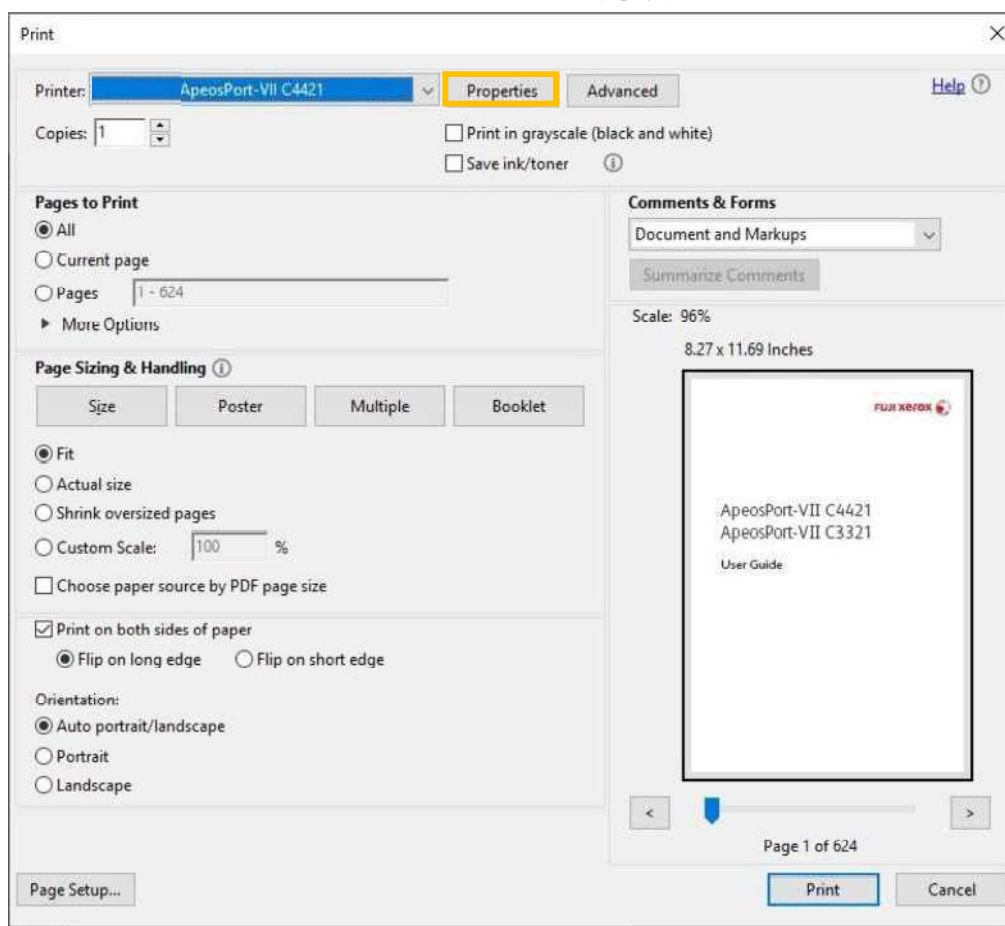 Print
Printer: ApeosPort-VII C4421 Properties Advanced Help
Copies: 1 Print in grayscale (black and white)
Save ink/toner
Pages to Print
All
Current page
Pages 1 - 624
More Options
Page Sizing & Handling
Size Poster Multiple Booklet
Fit
Actual size
Shrink oversized pages
Custom Scale: 100 %
Choose paper source by PDF page size
Print on both sides of paper
Flip on long edge Flip on short edge
Orientation:
Auto portrait/landscape
Portrait
Landscape
Comments & Forms
Document and Markups
Summarize Comments
Scale: 96%
8.27 x 11.69 Inches
FUJI xerox
ApeosPort-VII C4421
ApeosPort-VII C3321
User Guide
< >
Page 1 of 624
Page Setup... Print Cancel